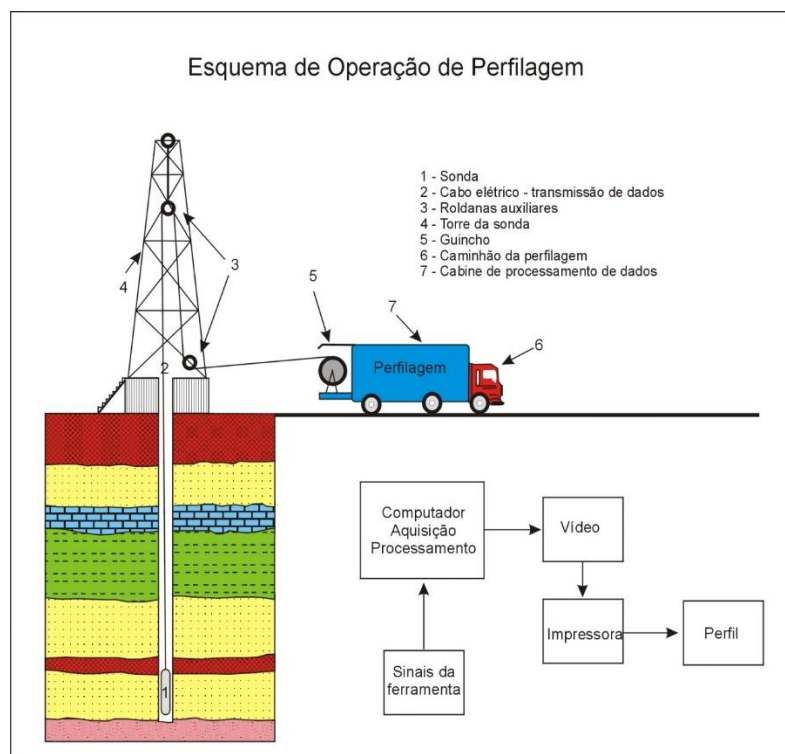 Esquema de Operação de Perfilagem
1 - Sonda
2 - Cabo elétrico - transmissão de dados
3 - Roldanas auxiliares
4 - Torre da sonda
5 - Guincho
6 - Caminhão da perfilagem
7 - Cabine de processamento de dados
4
3
5
7
6
2
Perfilagem
1
Computador
Aquisição
Processamento
Vídeo
Impressora
Perfil
Sinais da
ferramenta